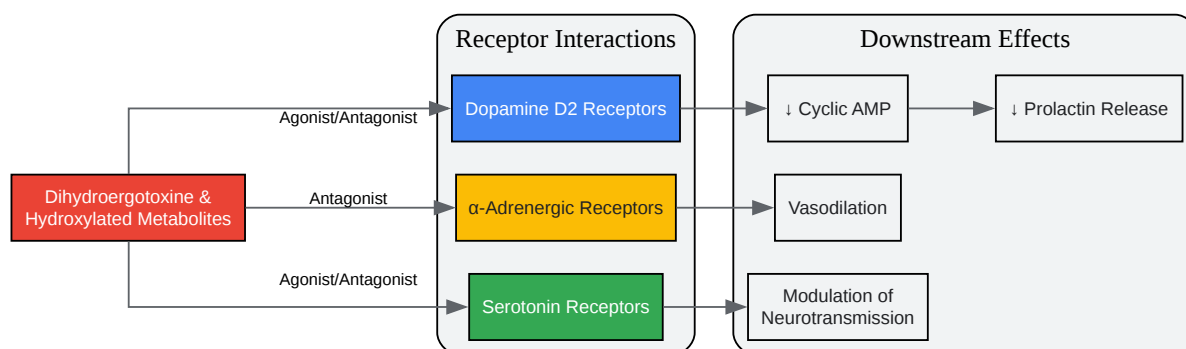 Receptor Interactions
Downstream Effects
Agonist/Antagonist
Dopamine D2 Receptors
↓ Cyclic AMP
↓ Prolactin Release
Dihydroergotoxine &
Hydroxylated Metabolites
Antagonist
α-Adrenergic Receptors
Vasodilation
Agonist/Antagonist
Serotonin Receptors
Modulation of
Neurotransmission